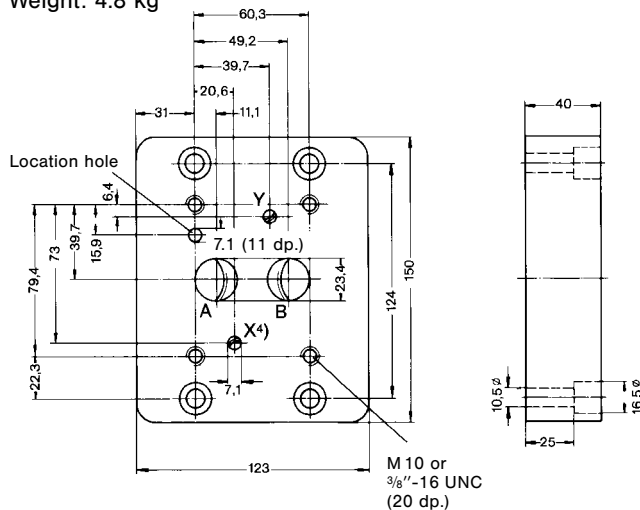 Weight: 4.8 kg
60,3
49,2
39,7
20,6
31
11,1
40
Location hole
6,4
Y
7.1 (11 dp.)
15,9
39,7
73
79,4
A
B
23,4
124
150
X⁴)
22,3
7,1
10,5 ø
16,5 ø
25
123
M 10 or
³/₈″-16 UNC
(20 dp.)